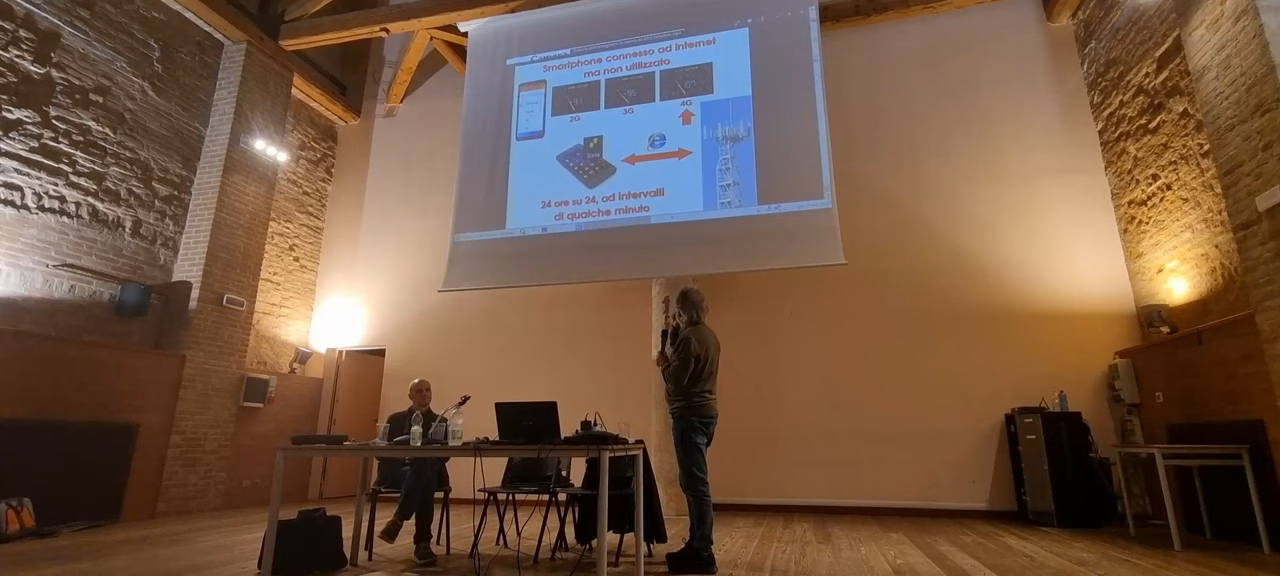 Smartphone connesso ad internet
ma non utilizzato
2G
3G
4G
24 ore su 24, ad intervalli
di qualche minuto